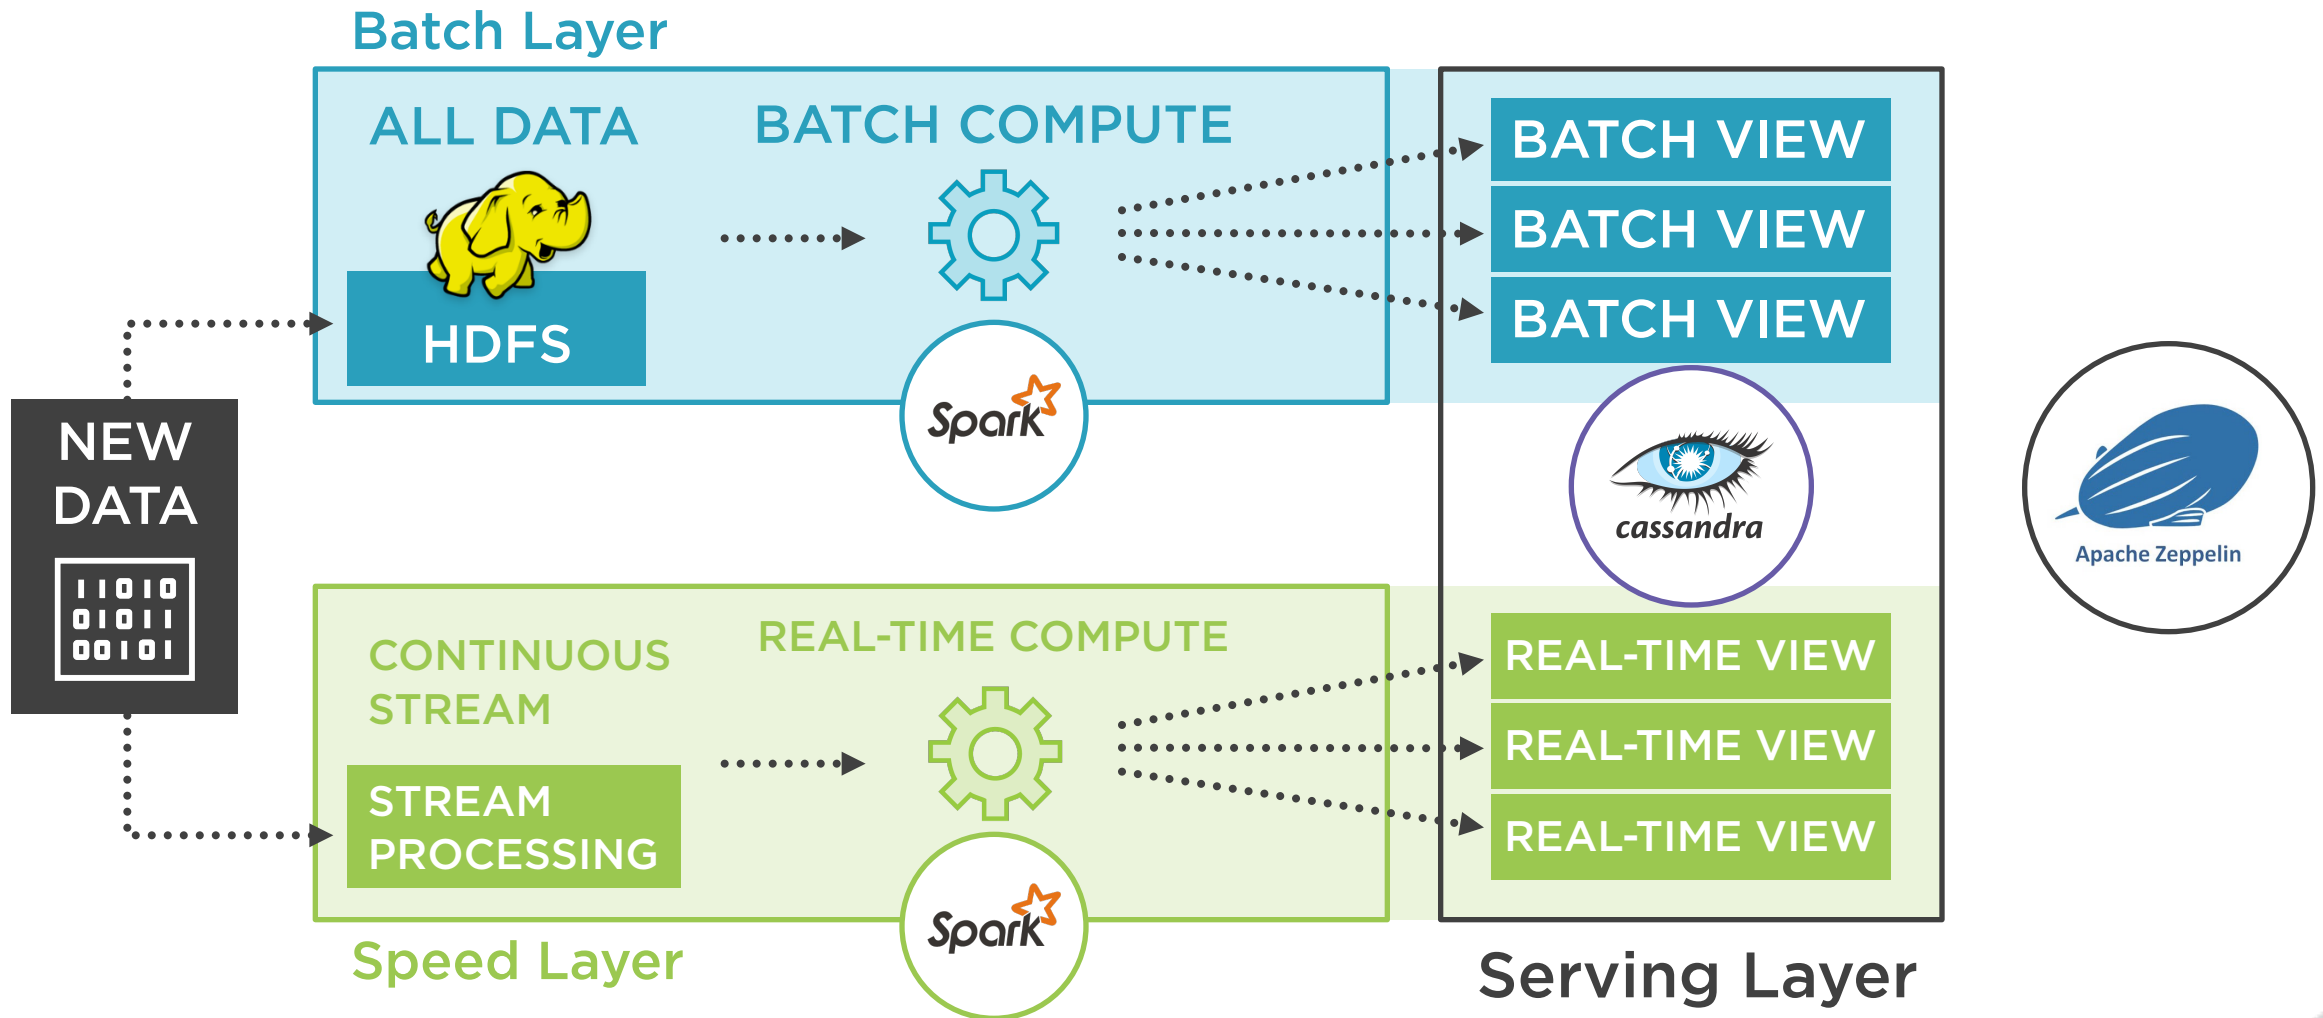 Batch Layer
ALL DATA
BATCH COMPUTE
HDFS
Spark
BATCH VIEW
BATCH VIEW
BATCH VIEW
NEW
DATA
11010
01011
00101
cassandra
Apache Zeppelin
CONTINUOUS
STREAM
REAL-TIME COMPUTE
STREAM
PROCESSING
Spark
REAL-TIME VIEW
REAL-TIME VIEW
REAL-TIME VIEW
Speed Layer
Serving Layer